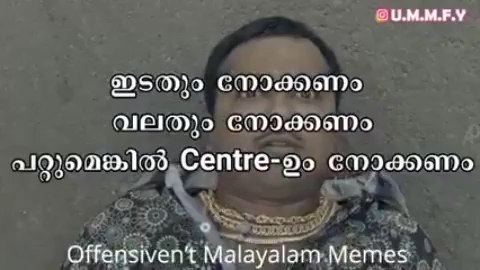 U.M.M.F.Y
ഇടതും നോക്കണം
വലതും നോക്കണം
പറ്റുമെങ്കിൽ Centre-ഉം നോക്കണം
Offensiven't Malayalam Memes